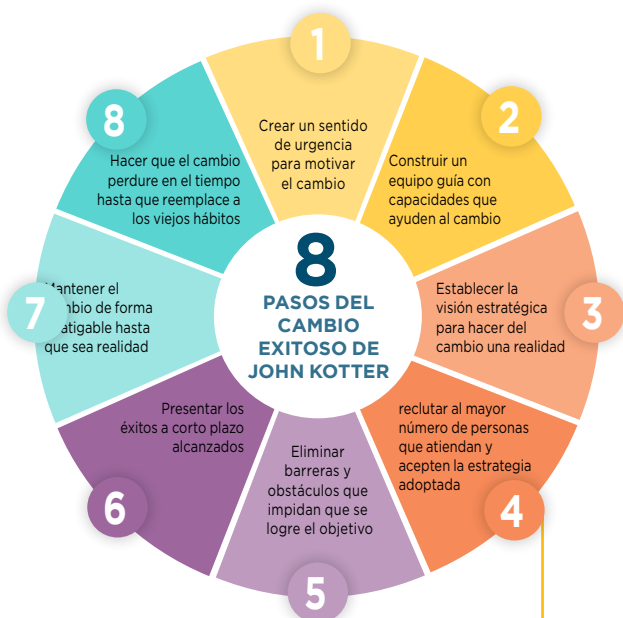 8
PASOS DEL
CAMBIO
EXITOSO DE
JOHN KOTTER
1
Crear un sentido
de urgencia
para motivar
el cambio
2
Construir un
equipo guía con
capacidades que
ayuden al cambio
3
Establecer la
visión estratégica
para hacer del
cambio una realidad
4
reclutar al mayor
número de personas
que atiendan y
acepten la estrategia
adoptada
5
Eliminar
barreras y
obstáculos que
impidan que se
logre el objetivo
6
Presentar los
éxitos a corto plazo
alcanzados
7
Mantener el
de forma
hasta
que sea realidad
8
Hacer que el cambio
perdure en el tiempo
hasta que reemplace a
los viejos hábitos